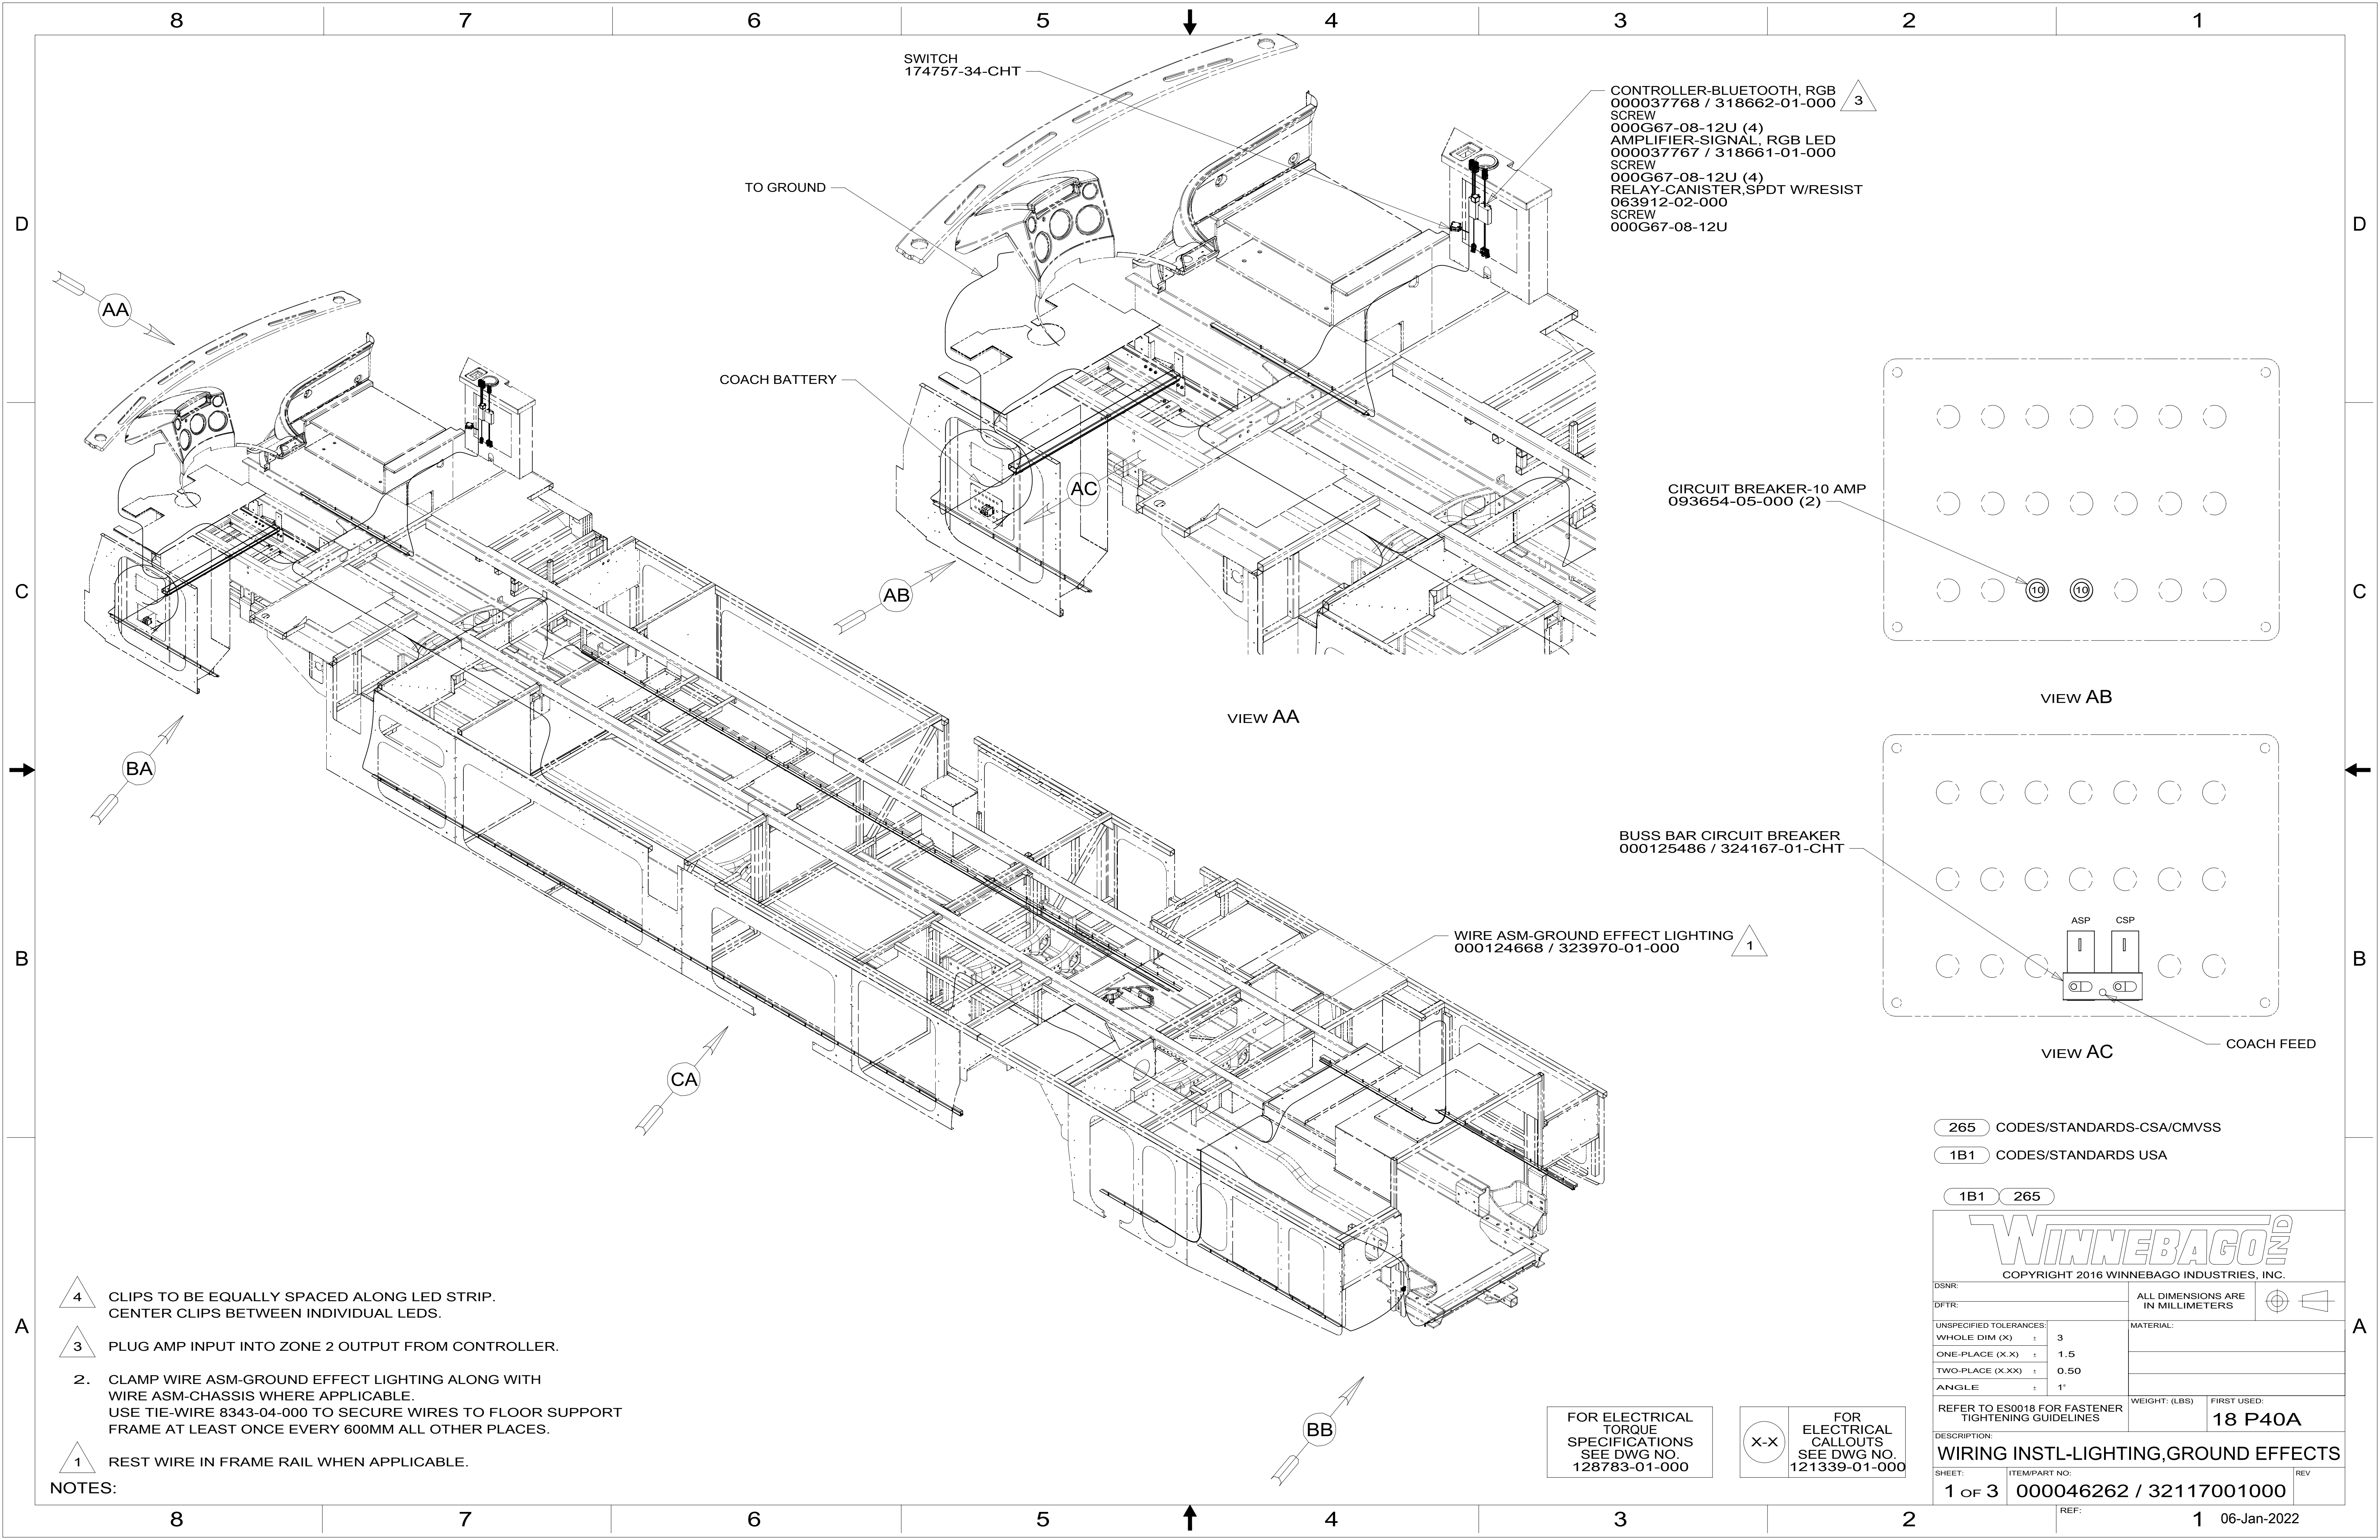 8 7 6 5 4 3 2 1
D
C
B
A
D
C
B
A
SWITCH
174757-34-CHT
CONTROLLER-BLUETOOTH, RGB
000037768 / 318662-01-000
3
SCREW
000G67-08-12U (4)
AMPLIFIER-SIGNAL, RGB LED
000037767 / 318661-01-000
SCREW
000G67-08-12U (4)
RELAY-CANISTER,SPDT W/RESIST
063912-02-000
SCREW
000G67-08-12U
TO GROUND
AA
COACH BATTERY
AC
AB
CIRCUIT BREAKER-10 AMP
093654-05-000 (2)
10 10
VIEW AB
VIEW AA
BA
BUSS BAR CIRCUIT BREAKER
000125486 / 324167-01-CHT
ASP CSP
COACH FEED
VIEW AC
WIRE ASM-GROUND EFFECT LIGHTING
000124668 / 323970-01-000
1
CA
BB
265 CODES/STANDARDS-CSA/CMVSS
1B1 CODES/STANDARDS USA
1B1 265
4 CLIPS TO BE EQUALLY SPACED ALONG LED STRIP.
CENTER CLIPS BETWEEN INDIVIDUAL LEDS.
3 PLUG AMP INPUT INTO ZONE 2 OUTPUT FROM CONTROLLER.
2. CLAMP WIRE ASM-GROUND EFFECT LIGHTING ALONG WITH
WIRE ASM-CHASSIS WHERE APPLICABLE.
USE TIE-WIRE 8343-04-000 TO SECURE WIRES TO FLOOR SUPPORT
FRAME AT LEAST ONCE EVERY 600MM ALL OTHER PLACES.
1 REST WIRE IN FRAME RAIL WHEN APPLICABLE.
NOTES:
FOR ELECTRICAL
TORQUE
SPECIFICATIONS
SEE DWG NO.
128783-01-000
X-X
FOR
ELECTRICAL
CALLOUTS
SEE DWG NO.
121339-01-000
WINNEBAGO IND
COPYRIGHT 2016 WINNEBAGO INDUSTRIES, INC.
DSNR:
DFTR:
ALL DIMENSIONS ARE
IN MILLIMETERS
UNSPECIFIED TOLERANCES:
WHOLE DIM (X) ± 3
ONE-PLACE (X.X) ± 1.5
TWO-PLACE (X.XX) ± 0.50
ANGLE ± 1°
MATERIAL:
REFER TO ES0018 FOR FASTENER
TIGHTENING GUIDELINES
WEIGHT: (LBS)
FIRST USED:
18 P40A
DESCRIPTION:
WIRING INSTL-LIGHTING,GROUND EFFECTS
SHEET:
1 OF 3
ITEM/PART NO:
000046262 / 32117001000
REV
REF:
06-Jan-2022
8 7 6 5 4 3 2 1